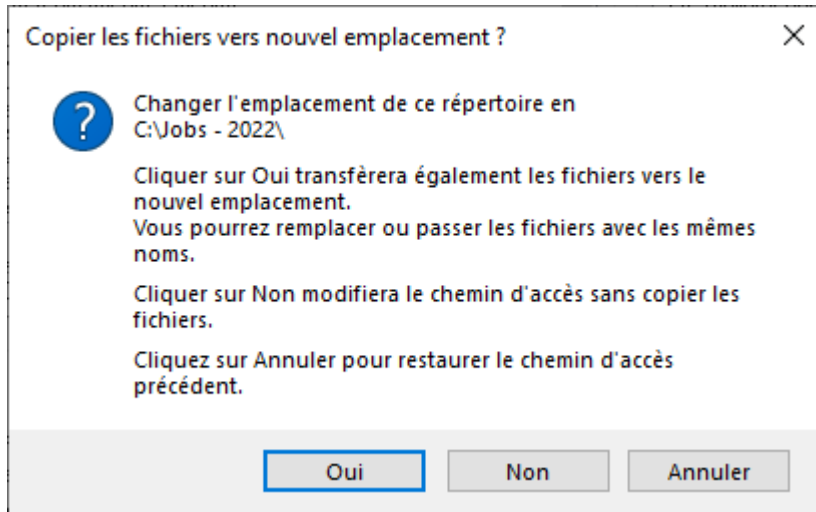 Copier les fichiers vers nouvel emplacement ?
Changer l'emplacement de ce répertoire en
C:\Jobs - 2022\
Cliquer sur Oui transfèrera également les fichiers vers le
nouvel emplacement.
Vous pourrez remplacer ou passer les fichiers avec les mêmes
noms.
Cliquer sur Non modifiera le chemin d'accès sans copier les
fichiers.
Cliquez sur Annuler pour restaurer le chemin d'accès
précédent.
Oui
Non
Annuler